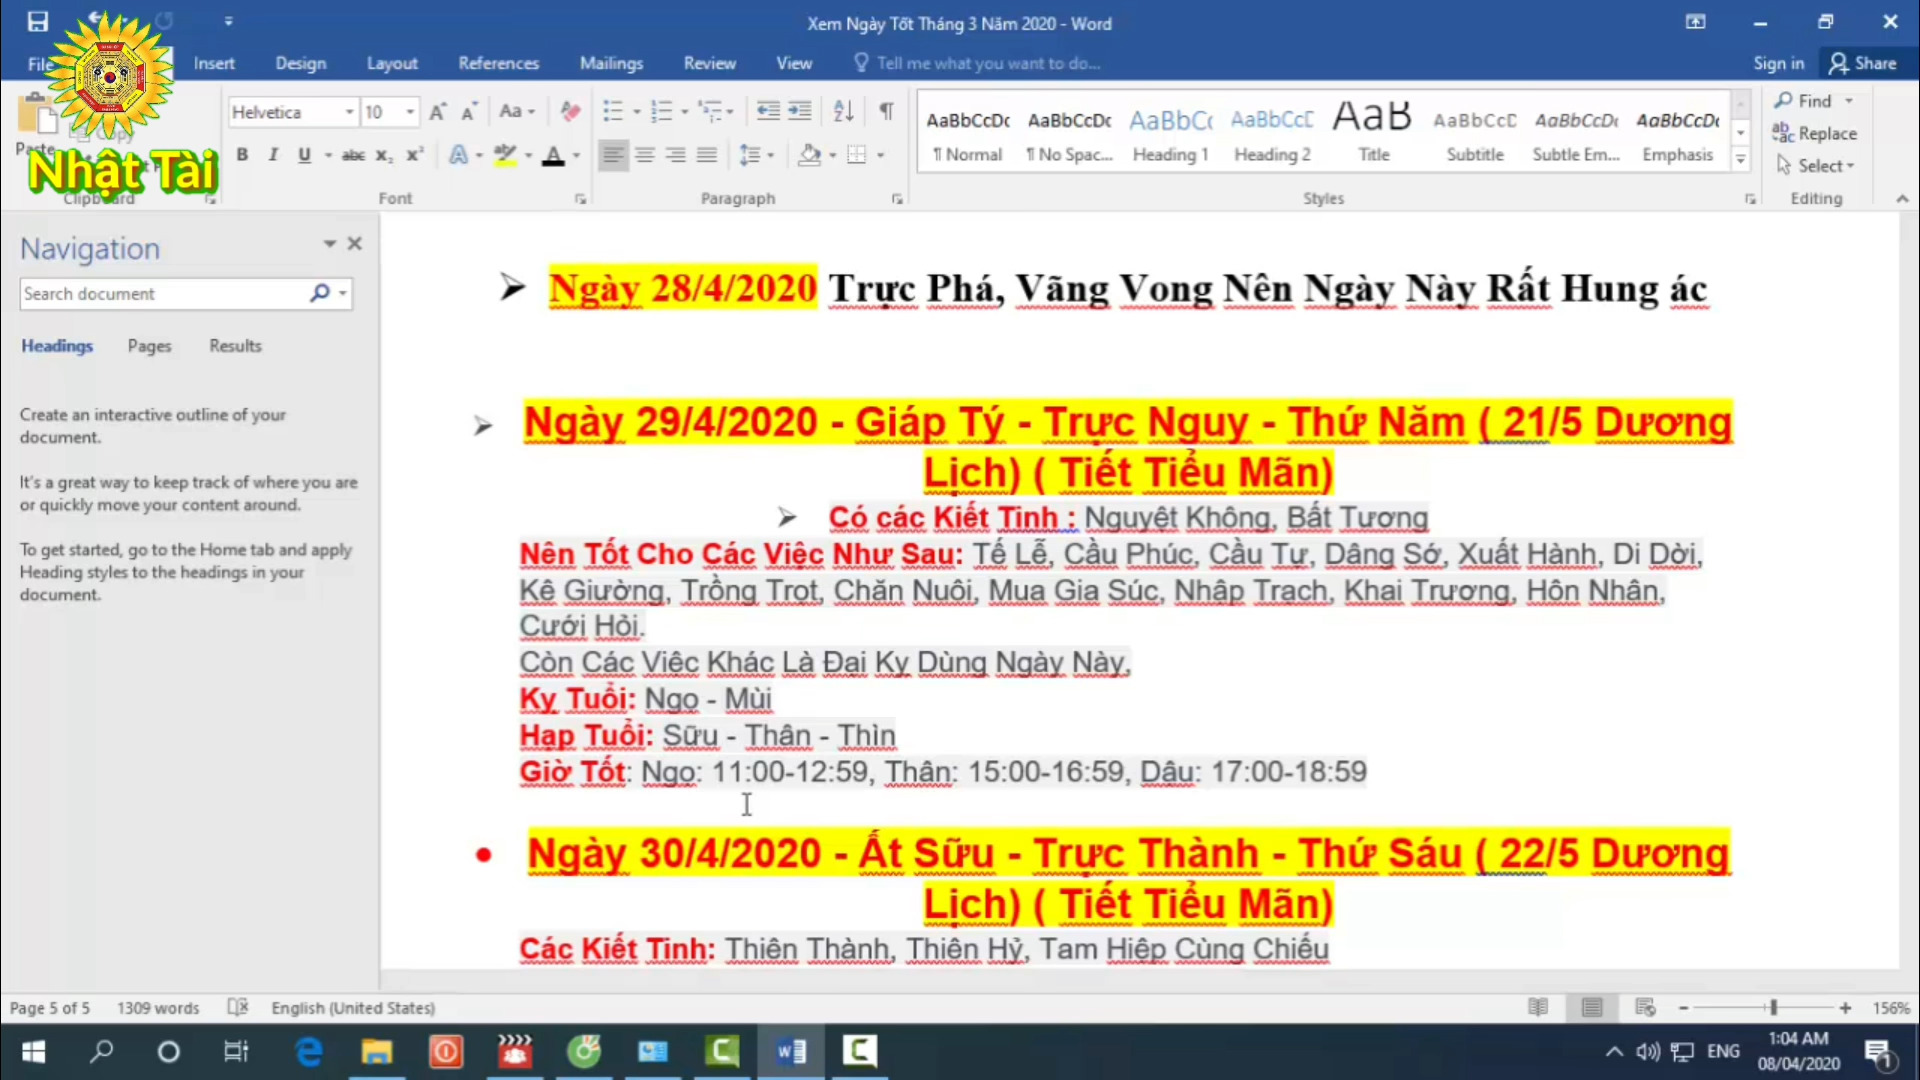 Xem Ngày Tốt Tháng 3 Năm 2020 - Word
Insert Design Layout References Mailings Review View Tell me what you want to do... Sign in Share
Nhật Tài
Helvetica 10 Aa
Clipboard Font Paragraph Styles Editing
AaBbCcDc AaBbCcDc AaBbC AaBbCcC AaB AaBbCcD AaBbCcDc AaBbCcDc
¶ Normal ¶ No Spac... Heading 1 Heading 2 Title Subtitle Subtle Em... Emphasis
Find
Replace
Select
Navigation
Search document
Headings Pages Results
Create an interactive outline of your
document.
It's a great way to keep track of where you are
or quickly move your content around.
To get started, go to the Home tab and apply
Heading styles to the headings in your
document.
Ngày 28/4/2020 Trực Phá, Vãng Vong Nên Ngày Này Rất Hung ác
Ngày 29/4/2020 - Giáp Tý - Trực Nguy - Thứ Năm ( 21/5 Dương
Lịch) ( Tiết Tiểu Mãn)
Có các Kiết Tinh : Nguyệt Không, Bất Tương
Nên Tốt Cho Các Việc Như Sau: Tế Lễ, Cầu Phúc, Cầu Tự, Dâng Sớ, Xuất Hành, Di Dời,
Kê Giường, Trồng Trọt, Chăn Nuôi, Mua Gia Súc, Nhập Trạch, Khai Trương, Hôn Nhân,
Cưới Hỏi.
Còn Các Việc Khác Là Đại Kỵ Dùng Ngày Này,
Kỵ Tuổi: Ngọ - Mùi
Hạp Tuổi: Sữu - Thân - Thìn
Giờ Tốt: Ngọ: 11:00-12:59, Thân: 15:00-16:59, Dậu: 17:00-18:59
Ngày 30/4/2020 - Ất Sữu - Trực Thành - Thứ Sáu ( 22/5 Dương
Lịch) ( Tiết Tiểu Mãn)
Các Kiết Tinh: Thiên Thành, Thiên Hỷ, Tam Hiệp Cùng Chiếu
Page 5 of 5 1309 words English (United States) 156%
ENG 1:04 AM
08/04/2020